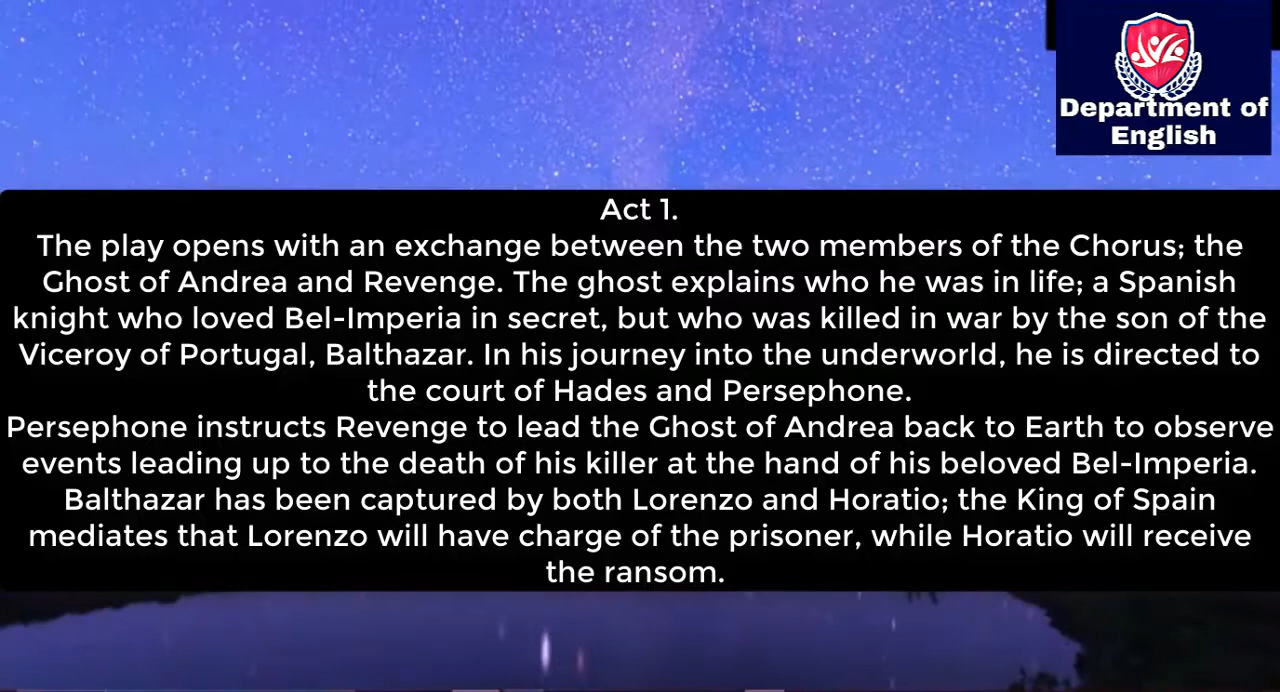 Department of
English
Act 1.
The play opens with an exchange between the two members of the Chorus; the
Ghost of Andrea and Revenge. The ghost explains who he was in life; a Spanish
knight who loved Bel-Imperia in secret, but who was killed in war by the son of the
Viceroy of Portugal, Balthazar. In his journey into the underworld, he is directed to
the court of Hades and Persephone.
Persephone instructs Revenge to lead the Ghost of Andrea back to Earth to observe
events leading up to the death of his killer at the hand of his beloved Bel-Imperia.
Balthazar has been captured by both Lorenzo and Horatio; the King of Spain
mediates that Lorenzo will have charge of the prisoner, while Horatio will receive
the ransom.